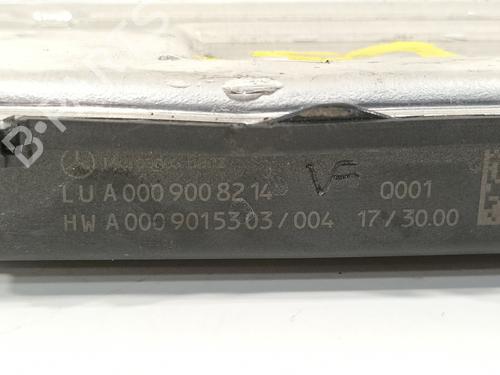 Mercedes-Benz
LU A 000 900 82 14 0001
HW A 000 901 53 03 / 004 17 / 30.00